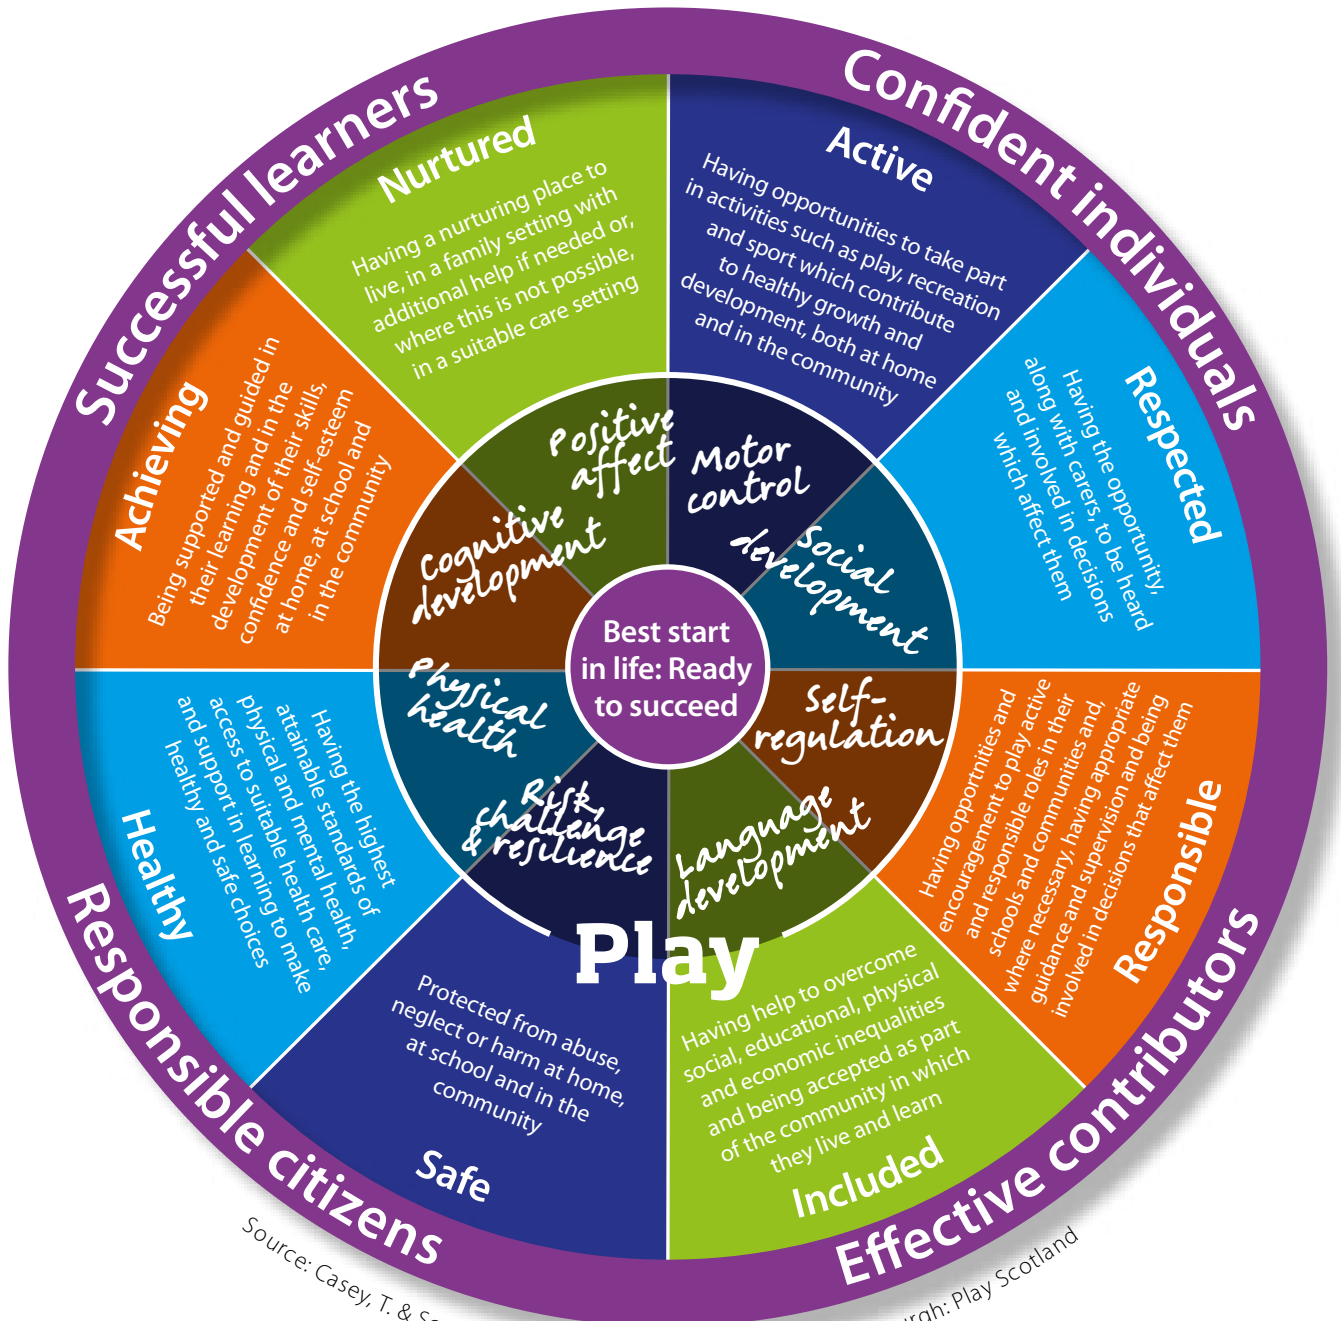 Successful learners
Confident individuals
Nurtured
Having a nurturing place to
live, in a family setting with
additional help if needed or,
where this is not possible,
in a suitable care setting
Active
Having opportunities to take part
in activities such as play, recreation
and sport which contribute
to healthy growth and
development, both at home
and in the community
Respected
Having the opportunity,
along with carers, to be heard
and involved in decisions
which affect them
Achieving
Being supported and guided in
their learning and in the
development of their skills,
confidence and self-esteem
at home, at school and
in the community
Positive
affect
Motor
control
Cognitive
development
Social
development
Best start
in life: Ready
to succeed
Physical
health
Self-
regulation
Risk,
challenge
& resilience
Language
development
Play
Healthy
Having the highest
attainable standards of
physical and mental health,
access to suitable health care,
and support in learning to make
healthy and safe choices
Responsible
Having opportunities and
encouragement to play active
and responsible roles in their
schools and communities and,
where necessary, having appropriate
guidance and supervision and being
involved in decisions that affect them
Protected from abuse,
neglect or harm at home,
at school and in the
community
Safe
Having help to overcome
social, educational, physical
and economic inequalities
and being accepted as part
of the community in which
they live and learn
Included
Responsible citizens
Effective contributors
Source: Casey, T. &
Play Scotland